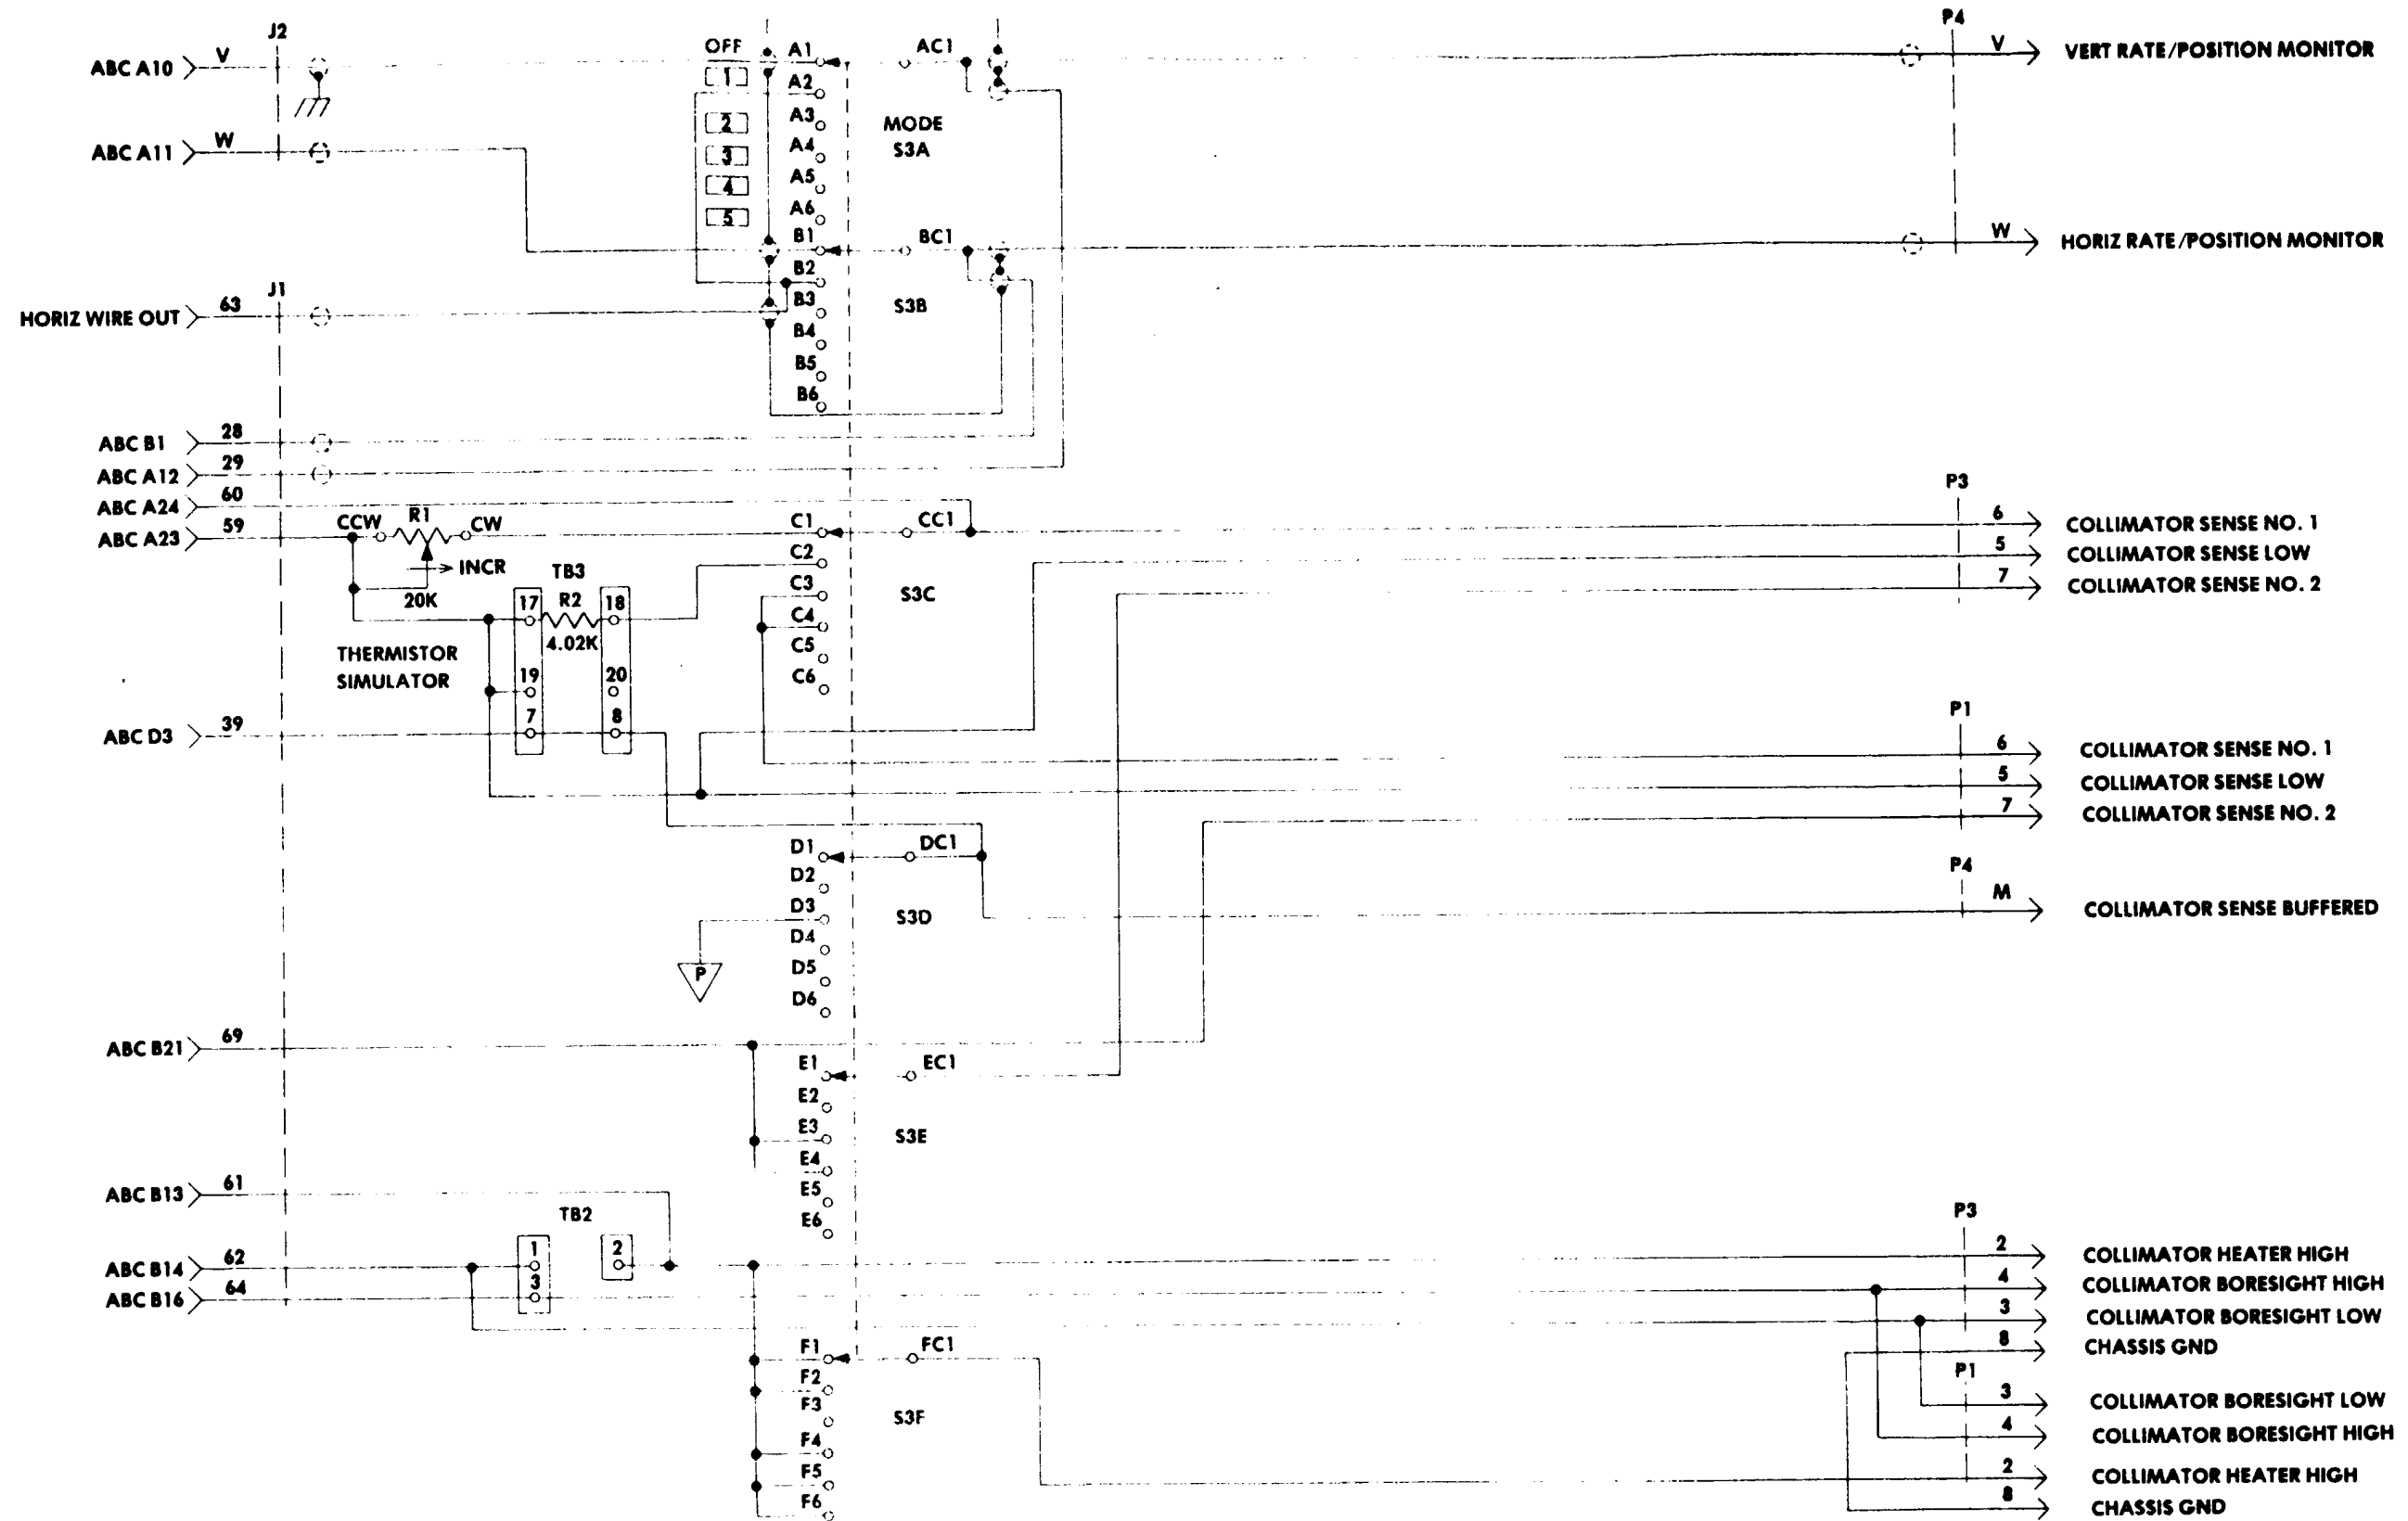 J2
P4
ABC A10 V OFF A1 AC1 V VERT RATE/POSITION MONITOR
1 A2
2 A3 MODE
ABC A11 W 3 A4 S3A
4 A5
5 A6
B1 BC1 W HORIZ RATE/POSITION MONITOR
B2
J1
HORIZ WIRE OUT 63 B3 S3B
B4
B5
B6
ABC B1 28
ABC A12 29
P3
ABC A24 60
ABC A23 59 CCW R1 CW C1 CC1 6 COLLIMATOR SENSE NO. 1
INCR C2 5 COLLIMATOR SENSE LOW
20K TB3 C3 S3C 7 COLLIMATOR SENSE NO. 2
17 R2 18 C4
4.02K C5
THERMISTOR
SIMULATOR
19 20 C6
P1
ABC D3 39 7 8
6 COLLIMATOR SENSE NO. 1
5 COLLIMATOR SENSE LOW
7 COLLIMATOR SENSE NO. 2
D1 DC1
P4
D2
D3 S3D M COLLIMATOR SENSE BUFFERED
D4
P D5
D6
ABC B21 69
E1 EC1
E2
E3 S3E
E4
ABC B13 61 E5
TB2 E6
P3
ABC B14 62 1 2 2 COLLIMATOR HEATER HIGH
ABC B16 64 3 4 COLLIMATOR BORESIGHT HIGH
3 COLLIMATOR BORESIGHT LOW
F1 FC1 8 CHASSIS GND
F2 P1
F3 S3F 3 COLLIMATOR BORESIGHT LOW
F4 4 COLLIMATOR BORESIGHT HIGH
F5 2 COLLIMATOR HEATER HIGH
F6 8 CHASSIS GND